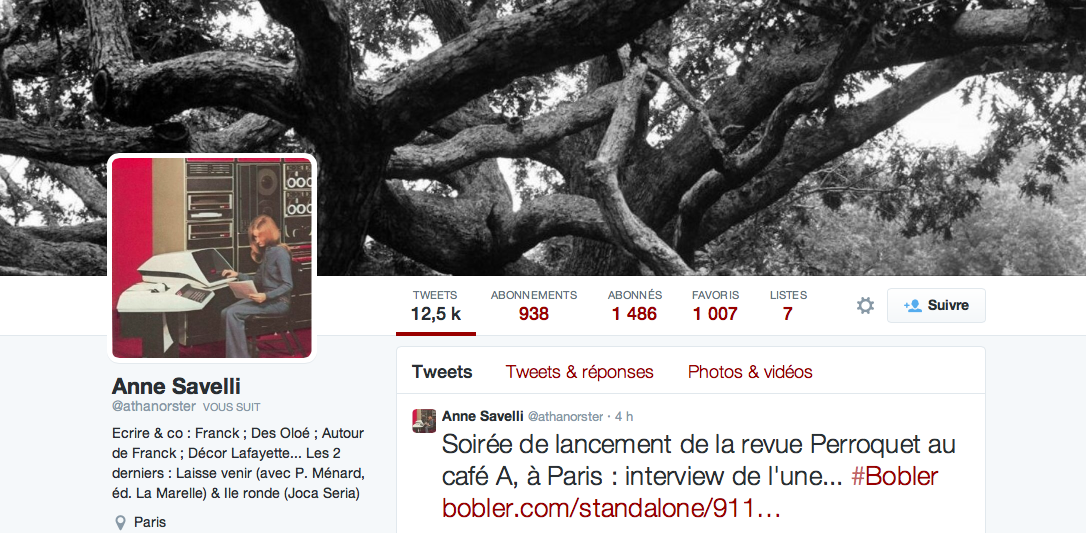 TWEETS
12,5 k
ABONNEMENTS
938
ABONNÉS
1 486
FAVORIS
1 007
LISTES
7
Suivre
Anne Savelli
@athanorster VOUS SUIT
Ecrire & co : Franck ; Des Oloé ; Autour
de Franck ; Décor Lafayette... Les 2
derniers : Laisse venir (avec P. Ménard,
éd. La Marelle) & Ile ronde (Joca Seria)
Paris
Tweets Tweets & réponses Photos & vidéos
Anne Savelli @athanorster · 4 h
Soirée de lancement de la revue Perroquet au
café A, à Paris : interview de l'une... #Bobler
bobler.com/standalone/911…